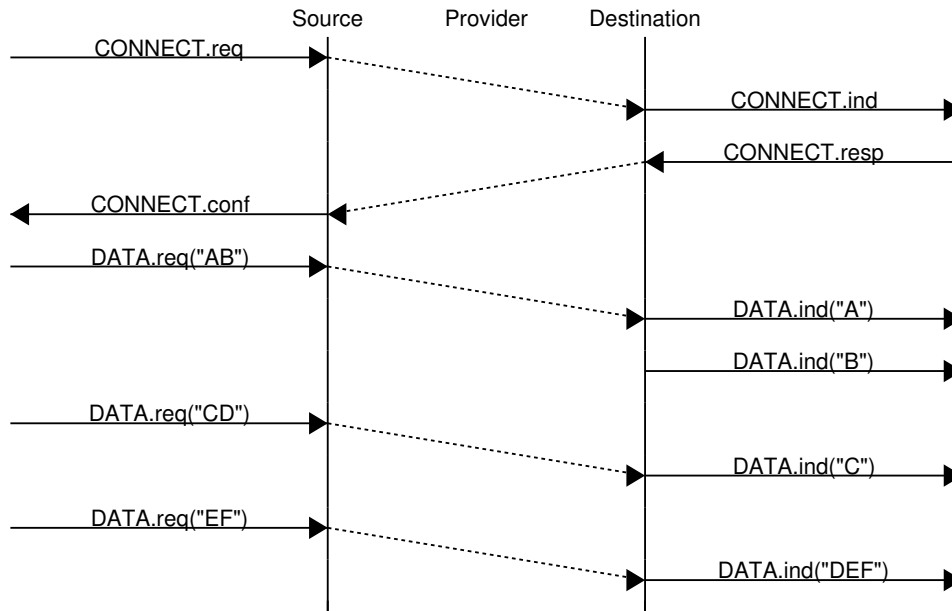 Source Provider Destination
CONNECT.req
CONNECT.ind
CONNECT.resp
CONNECT.conf
DATA.req("AB")
DATA.ind("A")
DATA.ind("B")
DATA.req("CD")
DATA.ind("C")
DATA.req("EF")
DATA.ind("DEF")